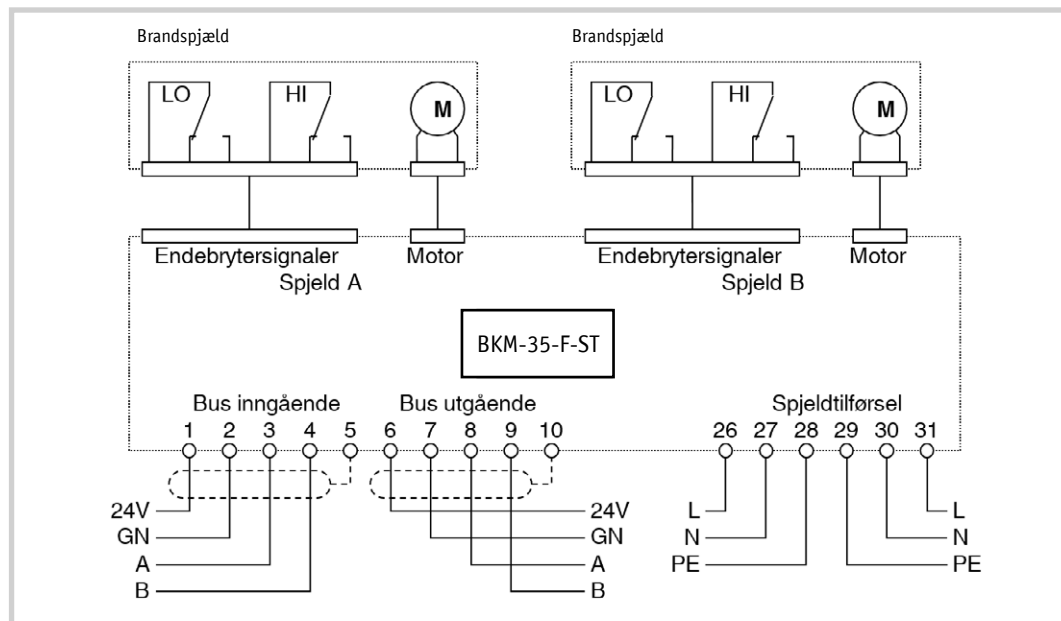 Brandspjæld Brandspjæld
LO HI M LO HI M
Endebrytersignaler Motor Endebrytersignaler Motor
Spjeld A Spjeld B
BKM-35-F-ST
Bus inngående Bus utgående Spjeldtilførsel
1 2 3 4 5 6 7 8 9 10 26 27 28 29 30 31
24V 24V L L
GN GN N N
A A PE PE
B B